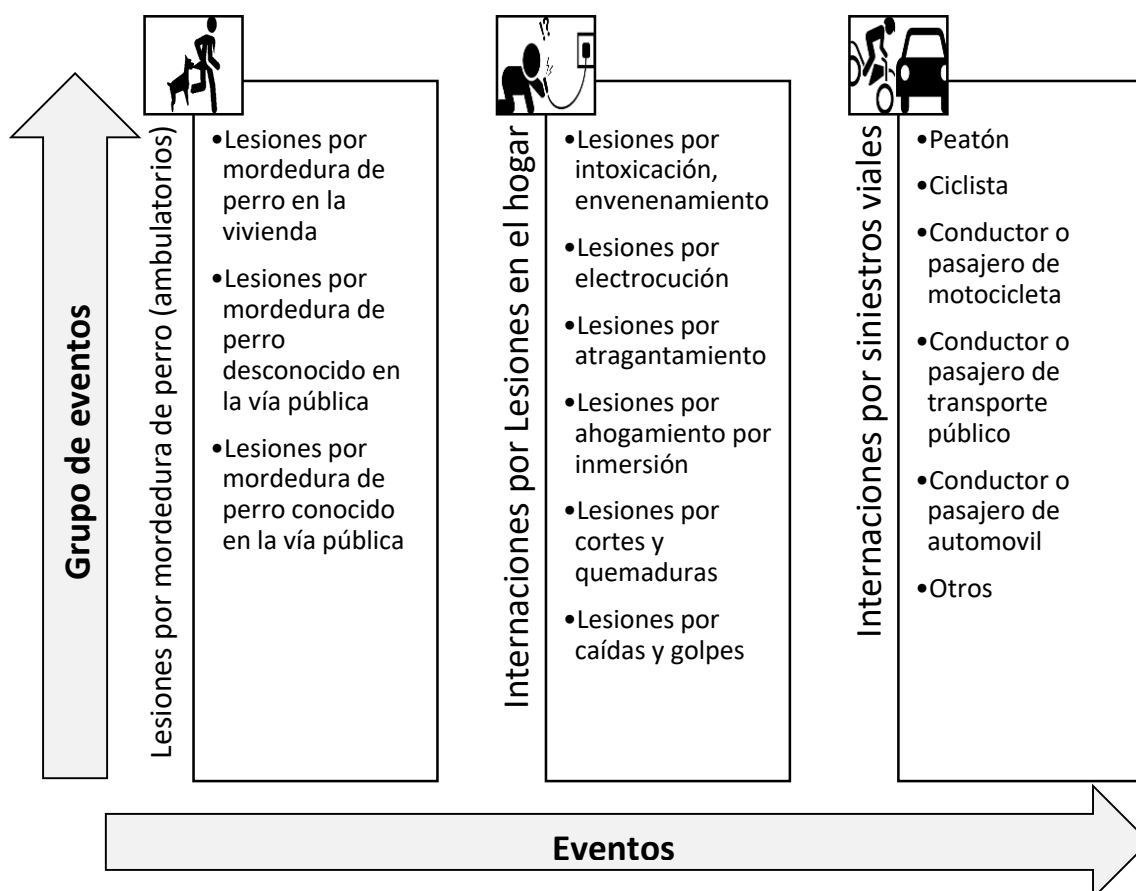 Grupo de eventos
Lesiones por mordedura de perro (ambulatorios)
•Lesiones por
mordedura de
perro en la
vivienda
•Lesiones por
mordedura de
perro
desconocido en
la vía pública
•Lesiones por
mordedura de
perro conocido
en la vía pública
!?
Internaciones por Lesiones en el hogar
•Lesiones por
intoxicación,
envenenamiento
•Lesiones por
electrocución
•Lesiones por
atragantamiento
•Lesiones por
ahogamiento por
inmersión
•Lesiones por
cortes y
quemaduras
•Lesiones por
caídas y golpes
Internaciones por siniestros viales
•Peatón
•Ciclista
•Conductor o
pasajero de
motocicleta
•Conductor o
pasajero de
transporte
público
•Conductor o
pasajero de
automovil
•Otros
Eventos